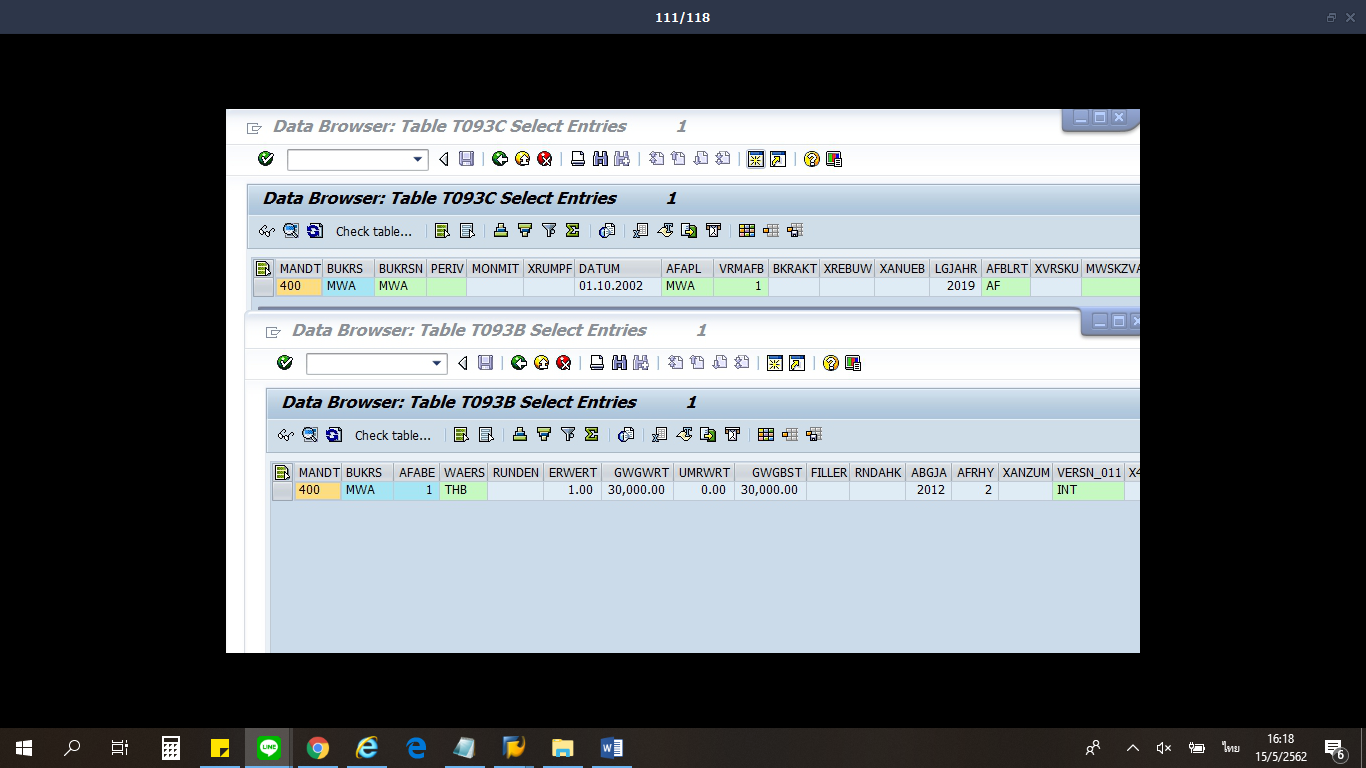 111/118
Data Browser: Table T093C Select Entries 1
Data Browser: Table T093C Select Entries 1
Check table...
MANDT BUKRS BUKRSN PERIV MONMIT XRUMPF DATUM AFAPL VRMAFB BKRAKT XREBUW XANUEB LGJAHR AFBLRT XVRSKU MWSKZVA
400 MWA MWA 01.10.2002 MWA 1 2019 AF
Data Browser: Table T093B Select Entries 1
Data Browser: Table T093B Select Entries 1
Check table...
MANDT BUKRS AFABE WAERS RUNDEN ERWERT GWGWRT UMRWRT GWGBST FILLER RNDAHK ABGJA AFRHY XANZUM VERSN_011 X4
400 MWA 1 THB 1.00 30,000.00 0.00 30,000.00 2012 2 INT
LINE
ไทย
16:18
15/5/2562
6